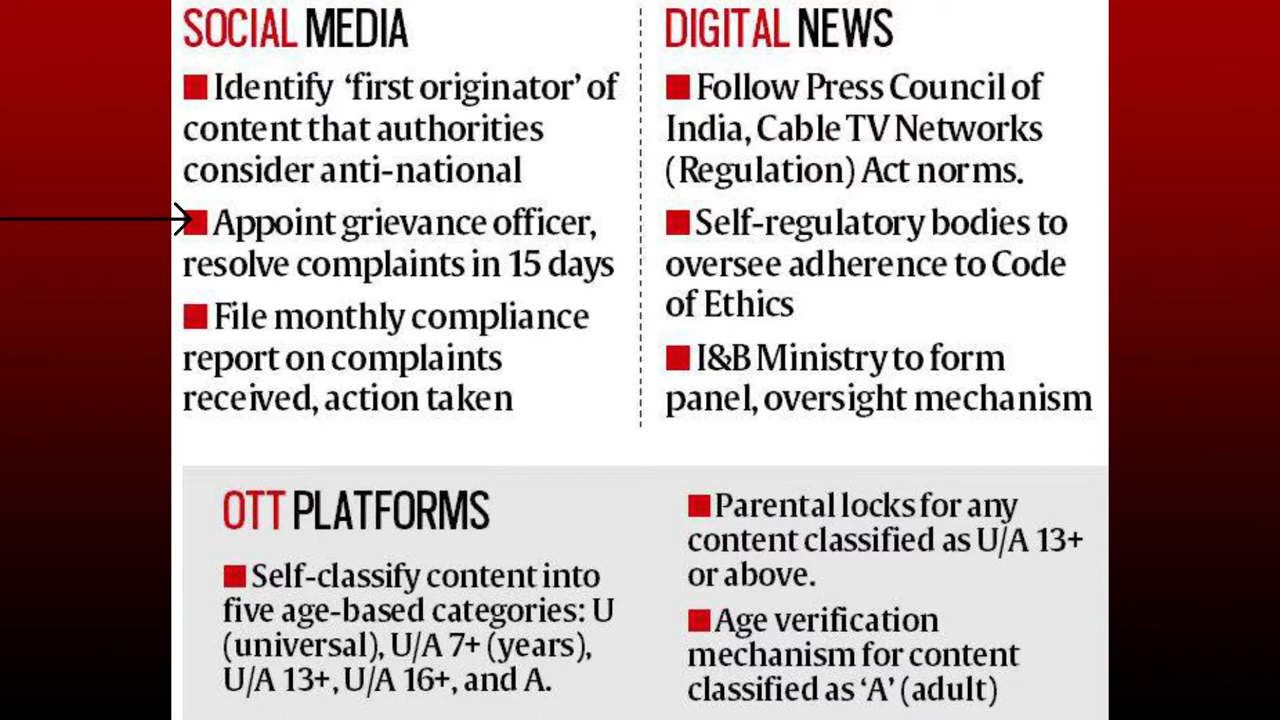 SOCIAL MEDIA
Identify ‘first originator’ of
content that authorities
consider anti-national
Appoint grievance officer,
resolve complaints in 15 days
File monthly compliance
report on complaints
received, action taken
DIGITAL NEWS
Follow Press Council of
India, Cable TV Networks
(Regulation) Act norms.
Self-regulatory bodies to
oversee adherence to Code
of Ethics
I&B Ministry to form
panel, oversight mechanism
OTT PLATFORMS
Self-classify content into
five age-based categories: U
(universal), U/A 7+ (years),
U/A 13+, U/A 16+, and A.
Parental locks for any
content classified as U/A 13+
or above.
Age verification
mechanism for content
classified as ‘A’ (adult)